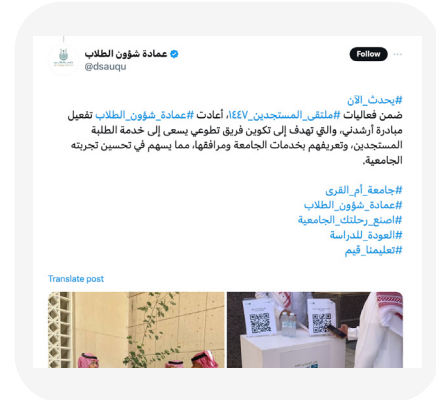 عمادة شؤون الطلاب
@dsauqu
Follow
#يحدث_الآن
ضمن فعاليات #ملتقى_المستجدين_١٤٤٧، أعادت #عمادة_شؤون_الطلاب تفعيل
مبادرة أرشدني، والتي تهدف إلى تكوين فريق تطوعي يسعى إلى خدمة الطلبة
المستجدين، وتعريفهم بخدمات الجامعة ومرافقها، مما يسهم في تحسين تجربته
الجامعية.
#جامعة_أم_القرى
#عمادة_شؤون_الطلاب
#اصنع_رحلتك_الجامعية
#العودة_للدراسة
#تعليمنا_قيم
Translate post